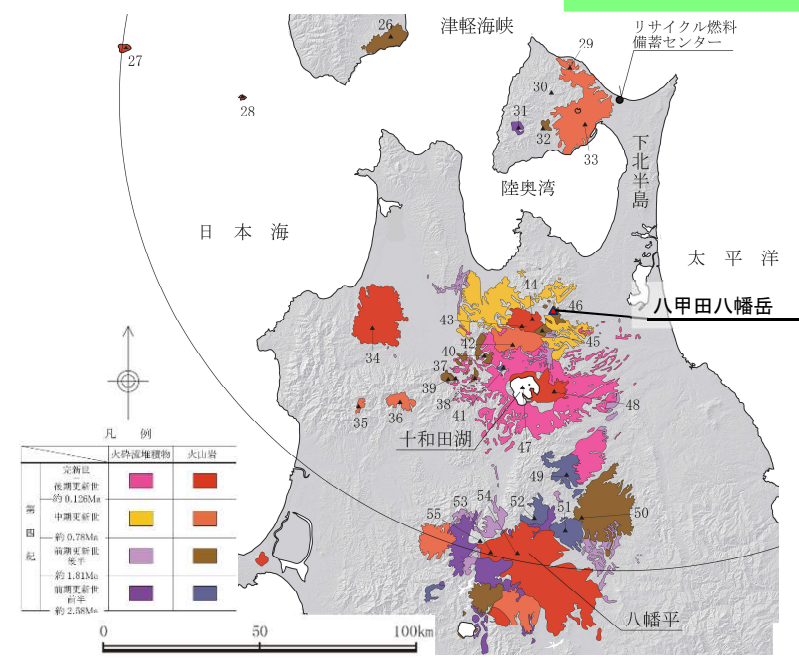 津軽海峡
リサイクル燃料
備蓄センター
26
27
28
29
30
31
32
33
下北半島
陸奥湾
日本海
太平洋
八甲田八幡岳
44
46
43
42
45
40
37
39
38
41
34
35
36
48
47
十和田湖
49
50
51
52
53
54
55
八幡平
凡例
火砕流堆積物
火山岩
第四紀
完新世
~
後期更新世
約0.126Ma
中期更新世
約0.78Ma
前期更新世
後半
約1.81Ma
前期更新世
前半
約2.58Ma
0
50
100km